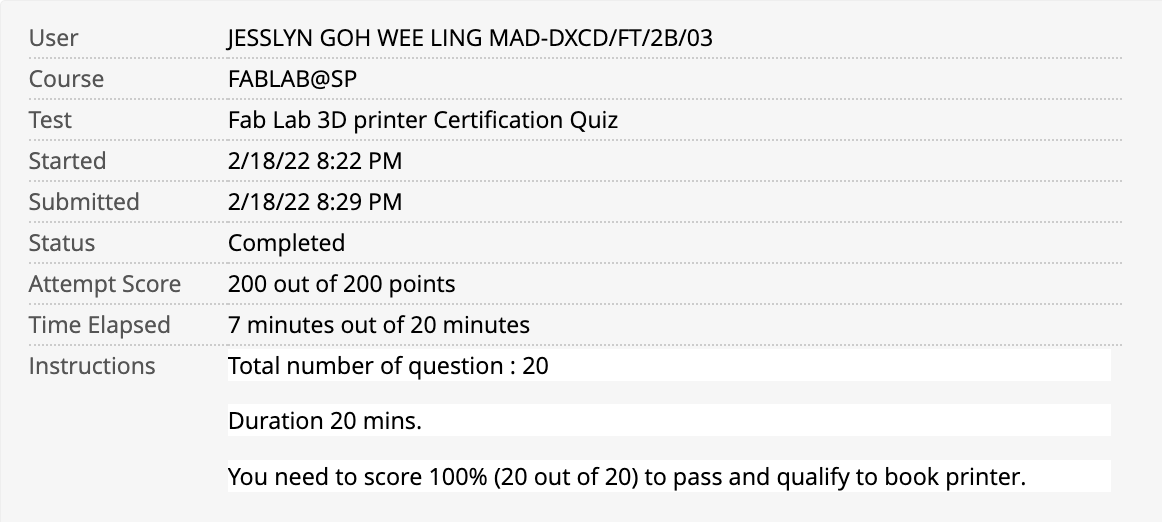 User JESSLYN GOH WEE LING MAD-DXCD/FT/2B/03
Course FABLAB@SP
Test Fab Lab 3D printer Certification Quiz
Started 2/18/22 8:22 PM
Submitted 2/18/22 8:29 PM
Status Completed
Attempt Score 200 out of 200 points
Time Elapsed 7 minutes out of 20 minutes
Instructions Total number of question : 20
Duration 20 mins.
You need to score 100% (20 out of 20) to pass and qualify to book printer.